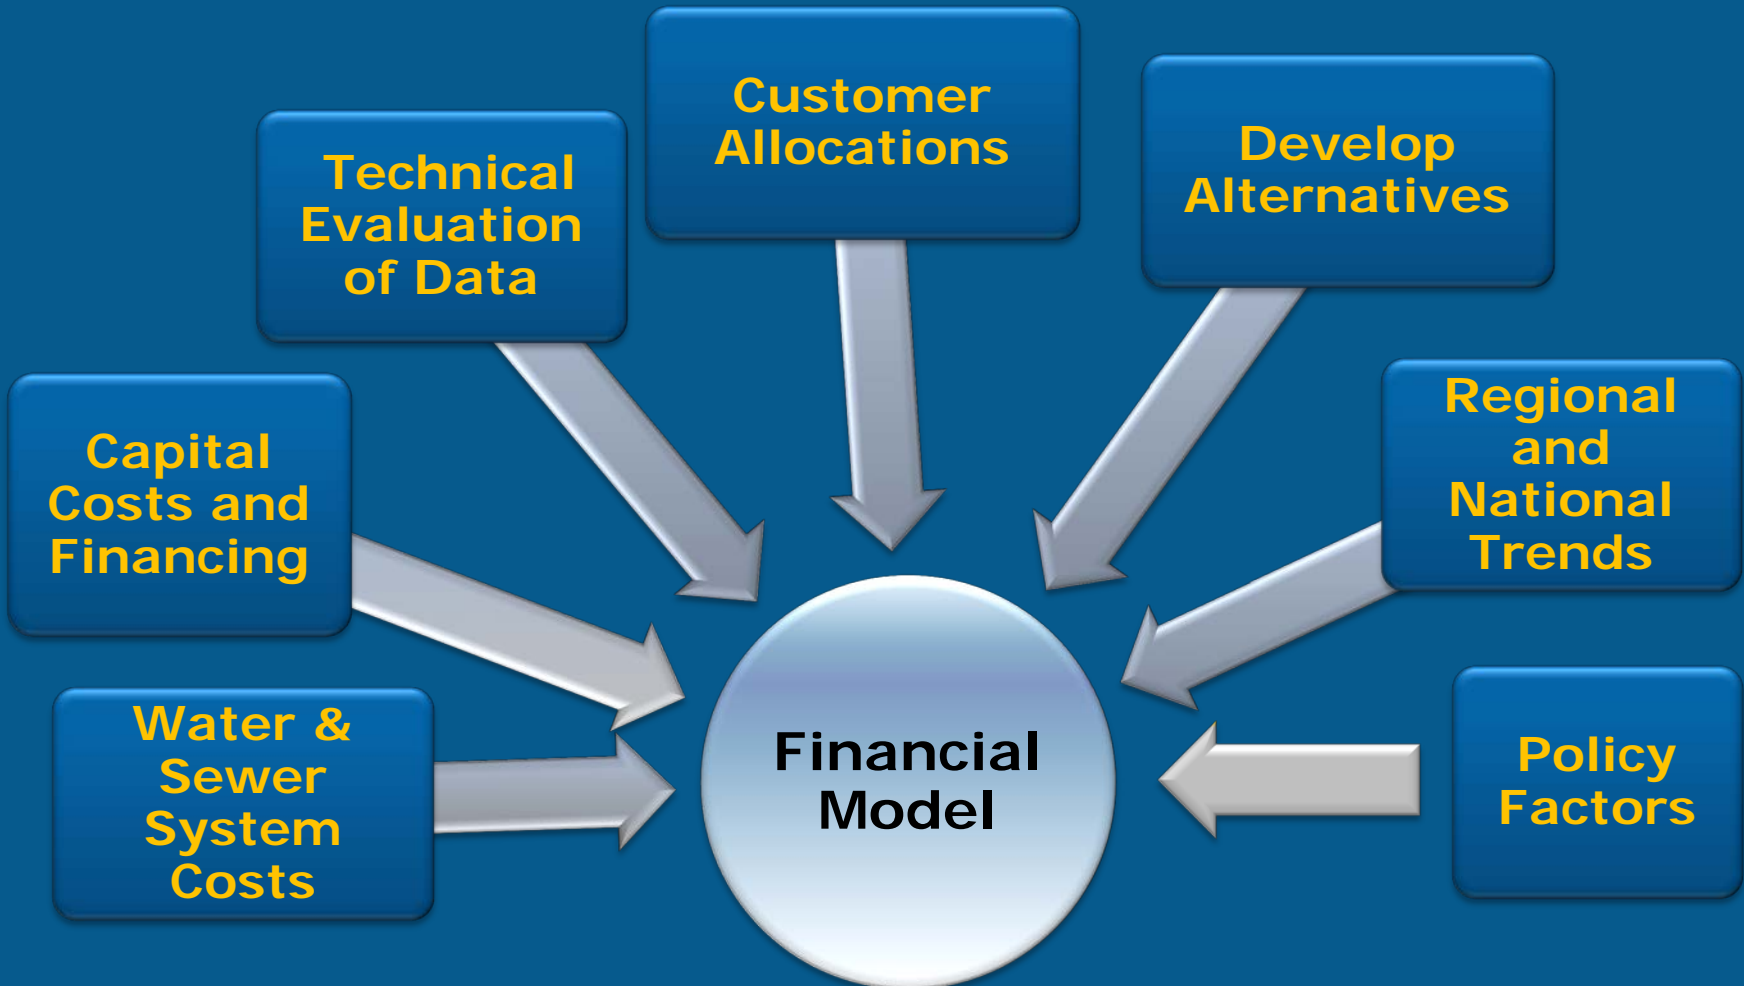 Customer
Allocations
Develop
Alternatives
Technical
Evaluation
of Data
Regional
and
National
Trends
Capital
Costs and
Financing
Water &
Sewer
System
Costs
Financial
Model
Policy
Factors